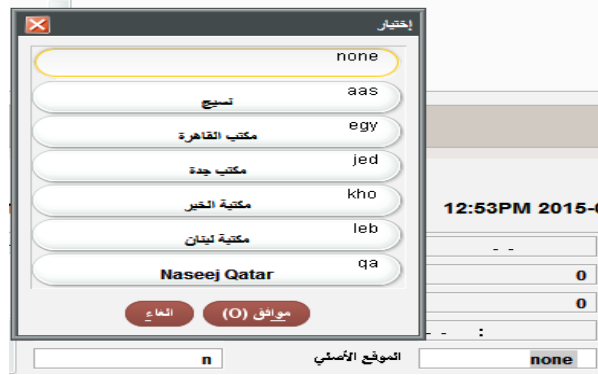 إختيار
none
aas
نسيج
egy
مكتب القاهرة
jed
مكتب جدة
kho
مكتبة الخبر
leb
مكتبة لبنان
qa
Naseej Qatar
موافق (O)
الغاء
12:53PM 2015-0
- -
0
0
- - :
الموقع الأصلي
n
none